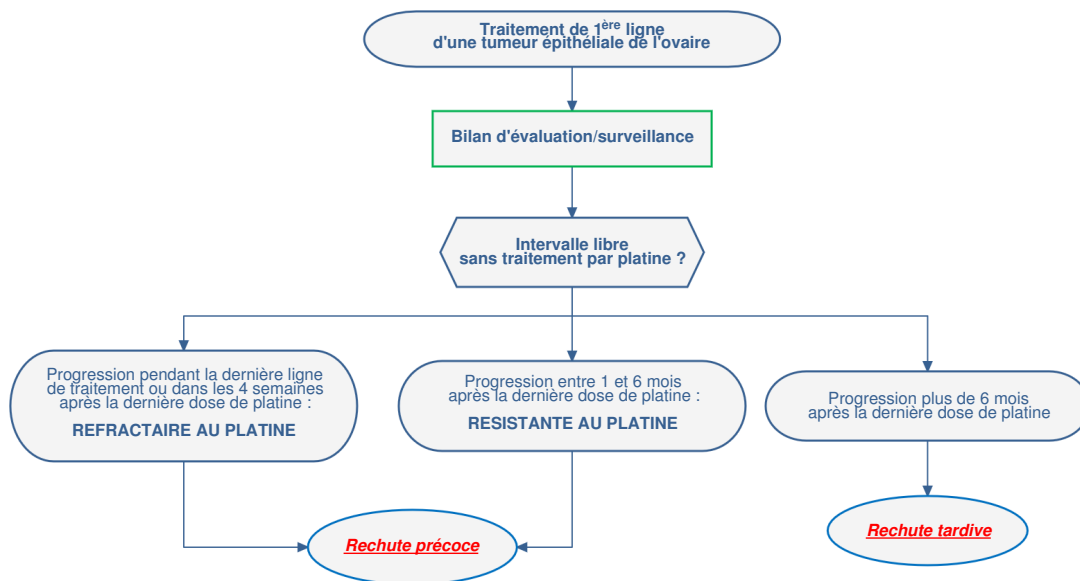 Traitement de 1ère ligne
d'une tumeur épithéliale de l'ovaire
Bilan d'évaluation/surveillance
Intervalle libre
sans traitement par platine ?
Progression pendant la dernière ligne
de traitement ou dans les 4 semaines
après la dernière dose de platine :
REFRACTAIRE AU PLATINE
Progression entre 1 et 6 mois
après la dernière dose de platine :
RESISTANTE AU PLATINE
Progression plus de 6 mois
après la dernière dose de platine
Rechute précoce
Rechute tardive